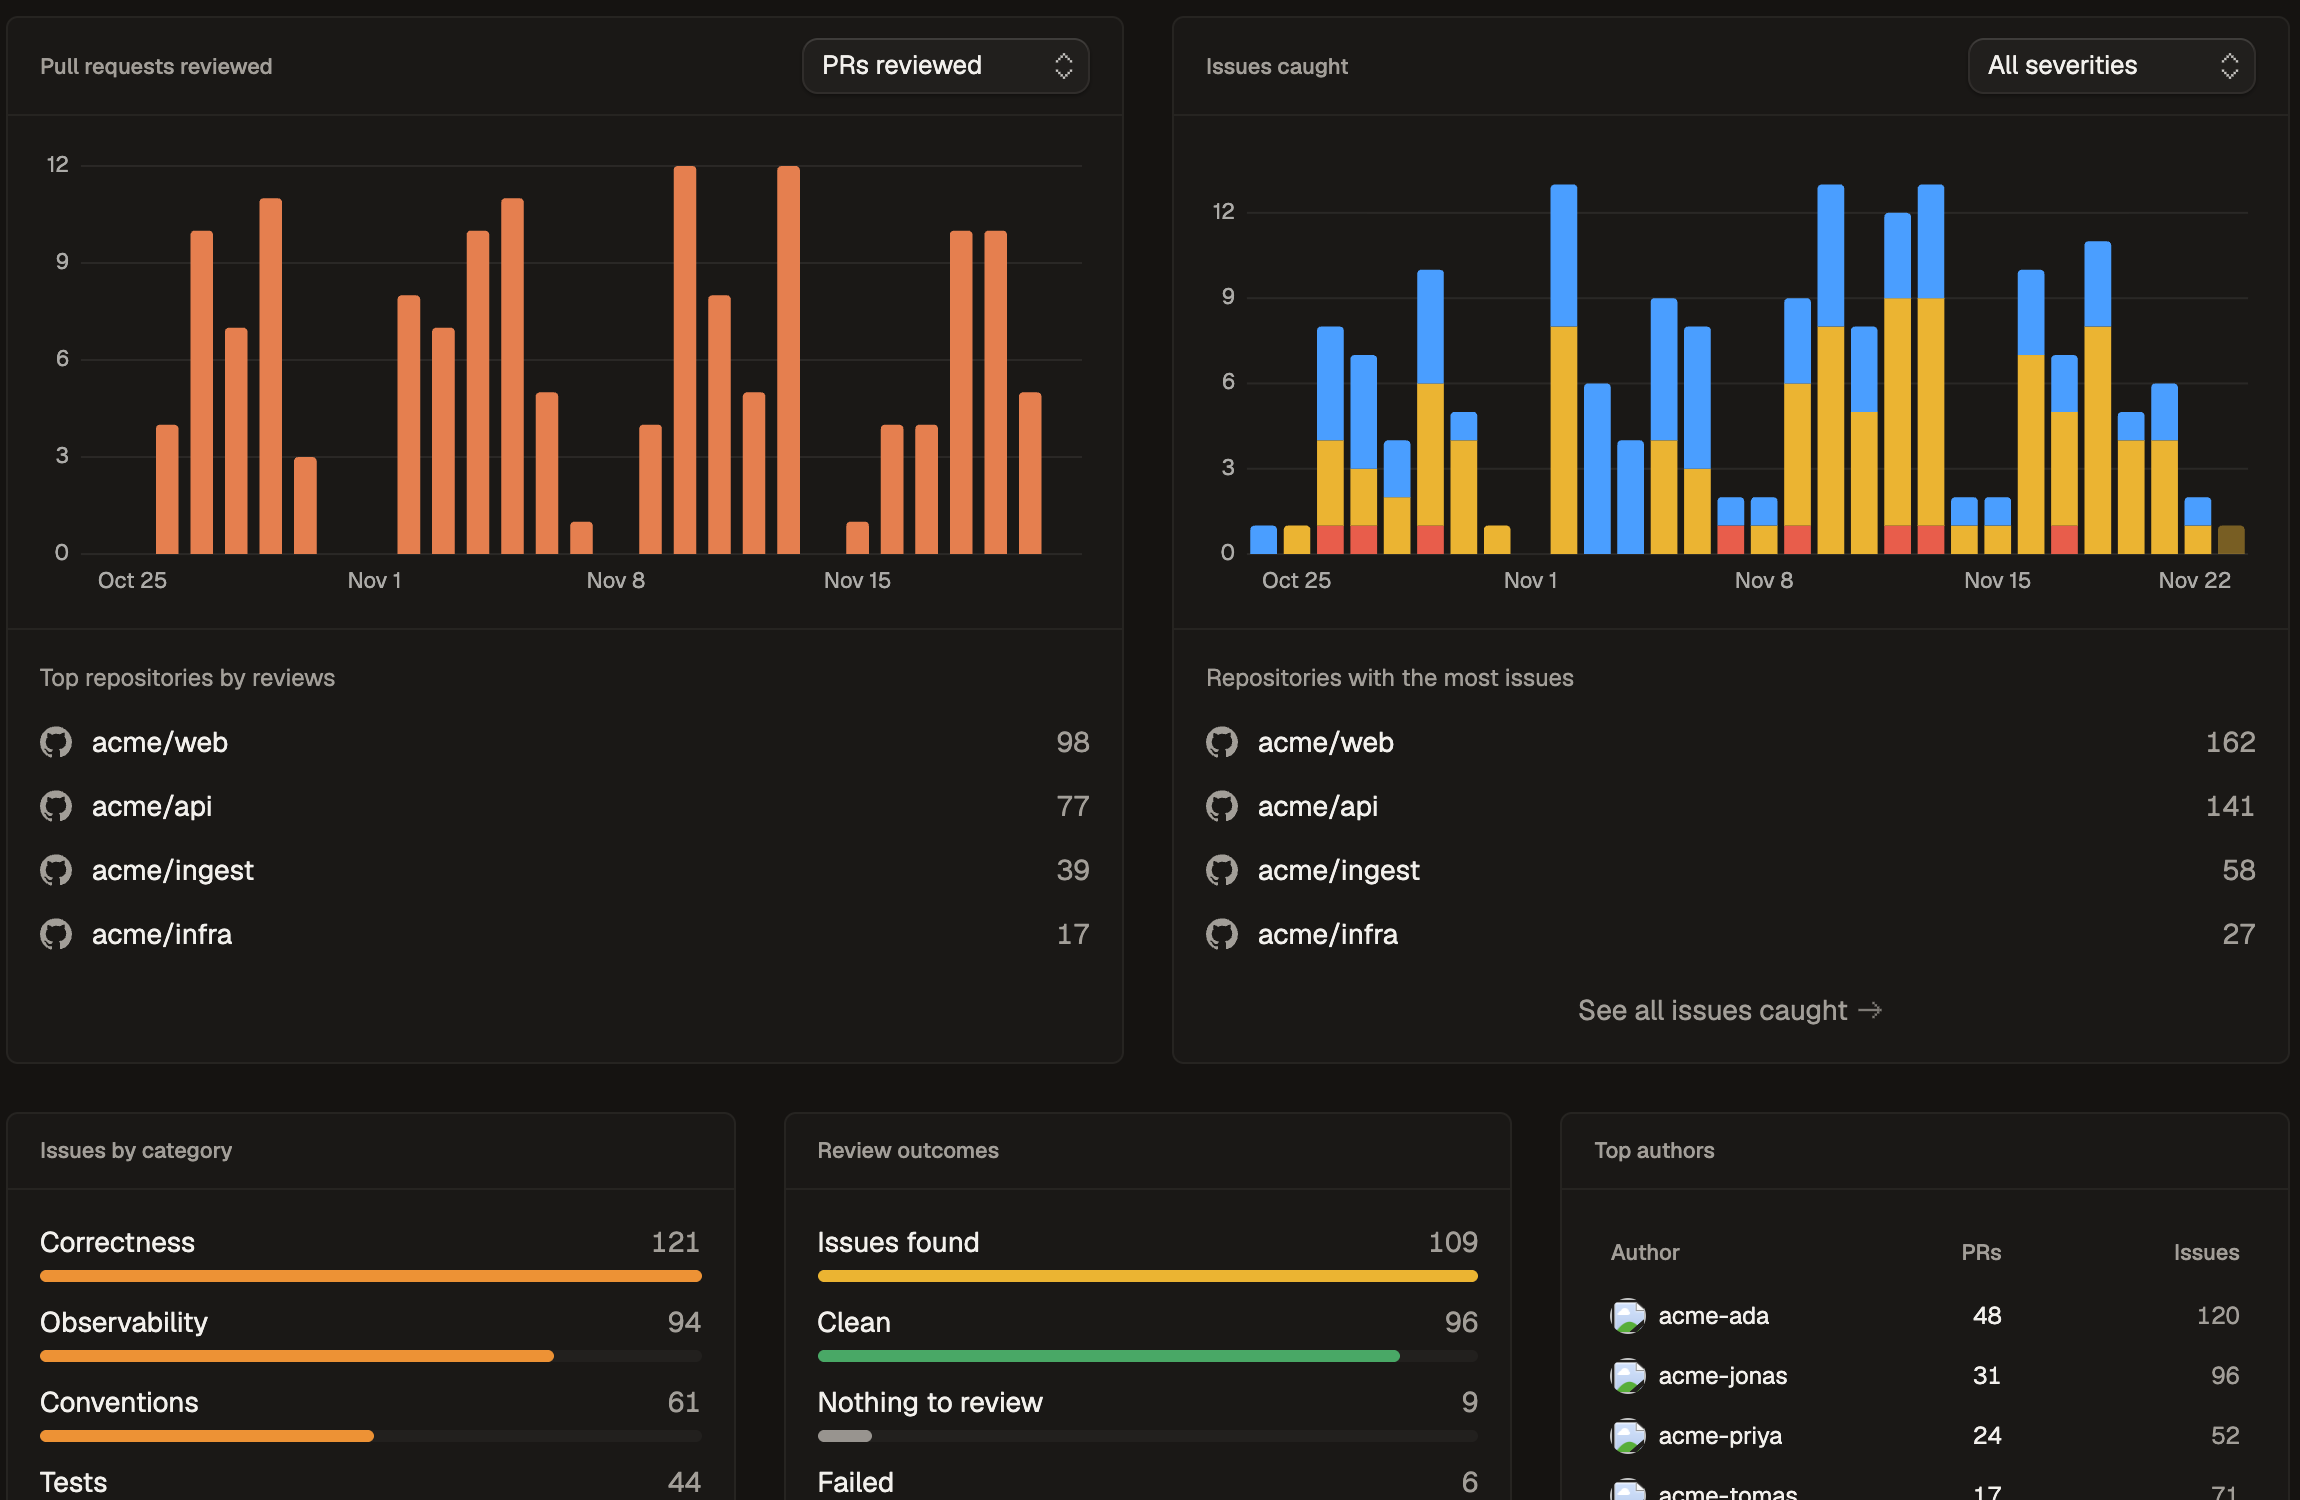 Pull requests reviewed
PRs reviewed
12
9
6
3
0
Oct 25
Nov 1
Nov 8
Nov 15
Top repositories by reviews
acme/web 98
acme/api 77
acme/ingest 39
acme/infra 17
Issues caught
All severities
12
9
6
3
0
Oct 25
Nov 1
Nov 8
Nov 15
Nov 22
Repositories with the most issues
acme/web 162
acme/api 141
acme/ingest 58
acme/infra 27
See all issues caught →
Issues by category
Correctness 121
Observability 94
Conventions 61
Tests 44
Review outcomes
Issues found 109
Clean 96
Nothing to review 9
Failed 6
Top authors
Author PRs Issues
acme-ada 48 120
acme-jonas 31 96
acme-priya 24 52
acme-tomas 17 71